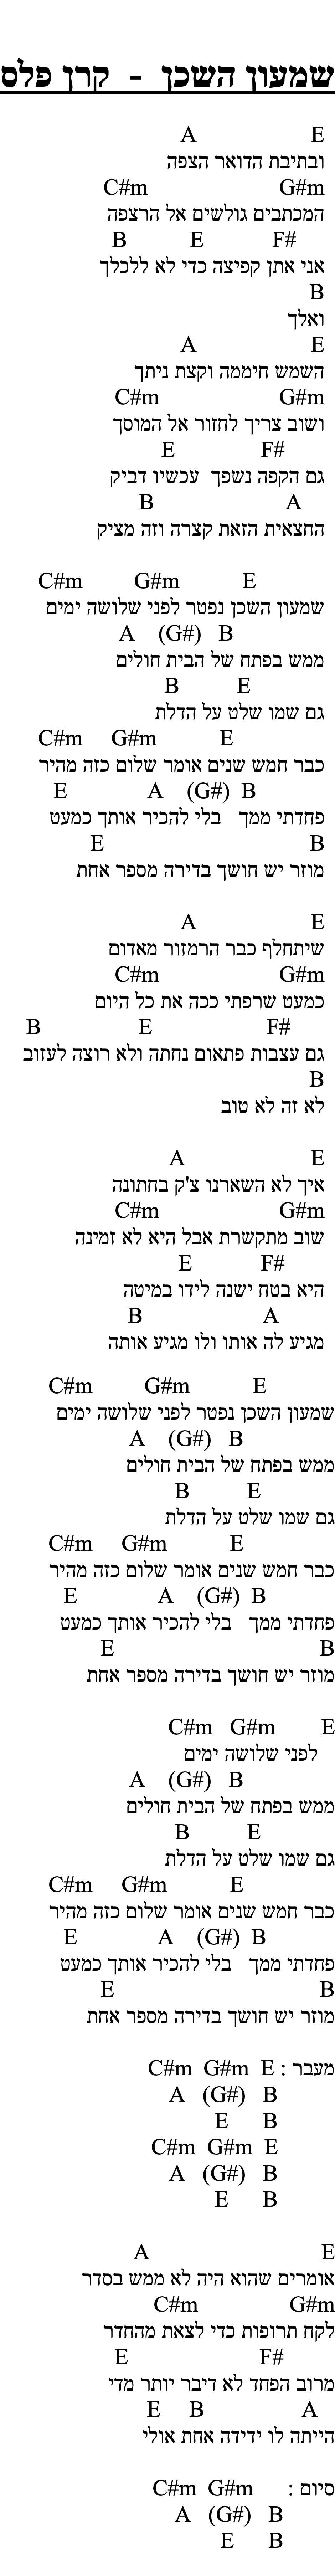 שמעון השכן - קרן פלס
E A
ובתיבת הדואר הצפה
G#m C#m
המכתבים גולשים אל הרצפה
F# E B
אני אתן קפיצה כדי לא ללכלך
B
ואלך
E A
השמש חיממה וקצת ניתך
G#m C#m
ושוב צריך לחזור אל המוסך
F# E
גם הקפה נשפך עכשיו דביק
A B
החצאית הזאת קצרה וזה מציק
E G#m C#m
שמעון השכן נפטר לפני שלושה ימים
B (G#) A
ממש בפתח של הבית חולים
E B
גם שמו שלט על הדלת
E G#m C#m
כבר חמש שנים אומר שלום כזה מהיר
B (G#) A E
פחדתי ממך בלי להכיר אותך כמעט
B E
מוזר יש חושך בדירה מספר אחת
E A
שיתחלף כבר הרמזור מאדום
G#m C#m
כמעט שרפתי ככה את כל היום
F# E B
גם עצבות פתאום נחתה ולא רוצה לעזוב
B
לא זה לא טוב
E A
איך לא השארנו צ'ק בחתונה
G#m C#m
שוב מתקשרת אבל היא לא זמינה
F# E
היא בטח ישנה לידו במיטה
A B
מגיע לה אותו ולו מגיע אותה
E G#m C#m
שמעון השכן נפטר לפני שלושה ימים
B (G#) A
ממש בפתח של הבית חולים
E B
גם שמו שלט על הדלת
E G#m C#m
כבר חמש שנים אומר שלום כזה מהיר
B (G#) A E
פחדתי ממך בלי להכיר אותך כמעט
B E
מוזר יש חושך בדירה מספר אחת
E G#m C#m
לפני שלושה ימים
B (G#) A
ממש בפתח של הבית חולים
E B
גם שמו שלט על הדלת
E G#m C#m
כבר חמש שנים אומר שלום כזה מהיר
B (G#) A E
פחדתי ממך בלי להכיר אותך כמעט
B E
מוזר יש חושך בדירה מספר אחת
מעבר : E G#m C#m
B (G#) A
B E
E G#m C#m
B (G#) A
B E
E A
אומרים שהוא היה לא ממש בסדר
G#m C#m
לקח תרופות כדי לצאת מהחדר
F# E
מרוב הפחד לא דיבר יותר מדי
A B E
הייתה לו ידידה אחת אולי
סיום : G#m C#m
B (G#) A
B E